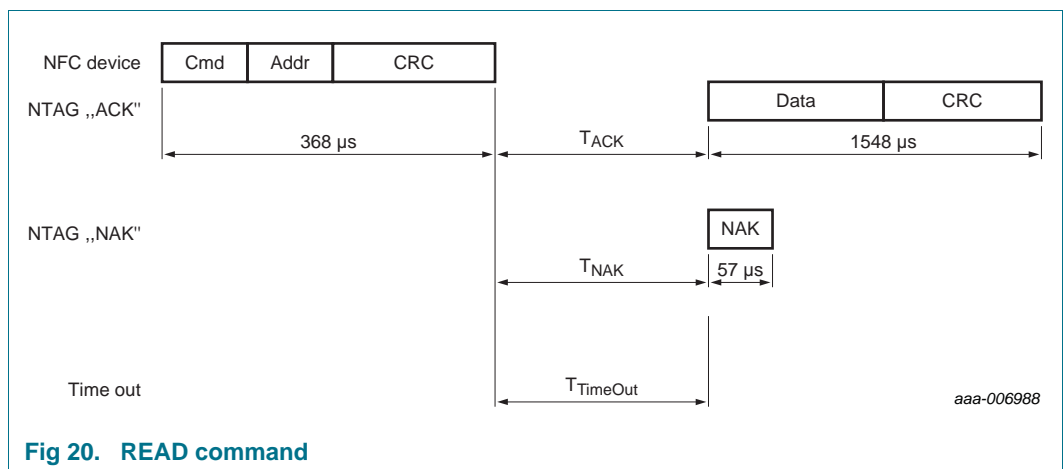 NFC device Cmd Addr CRC
NTAG ,,ACK" Data CRC
368 µs TACK 1548 µs
NTAG ,,NAK" NAK
TNAK 57 µs
Time out TTimeOut aaa-006988
Fig 20. READ command